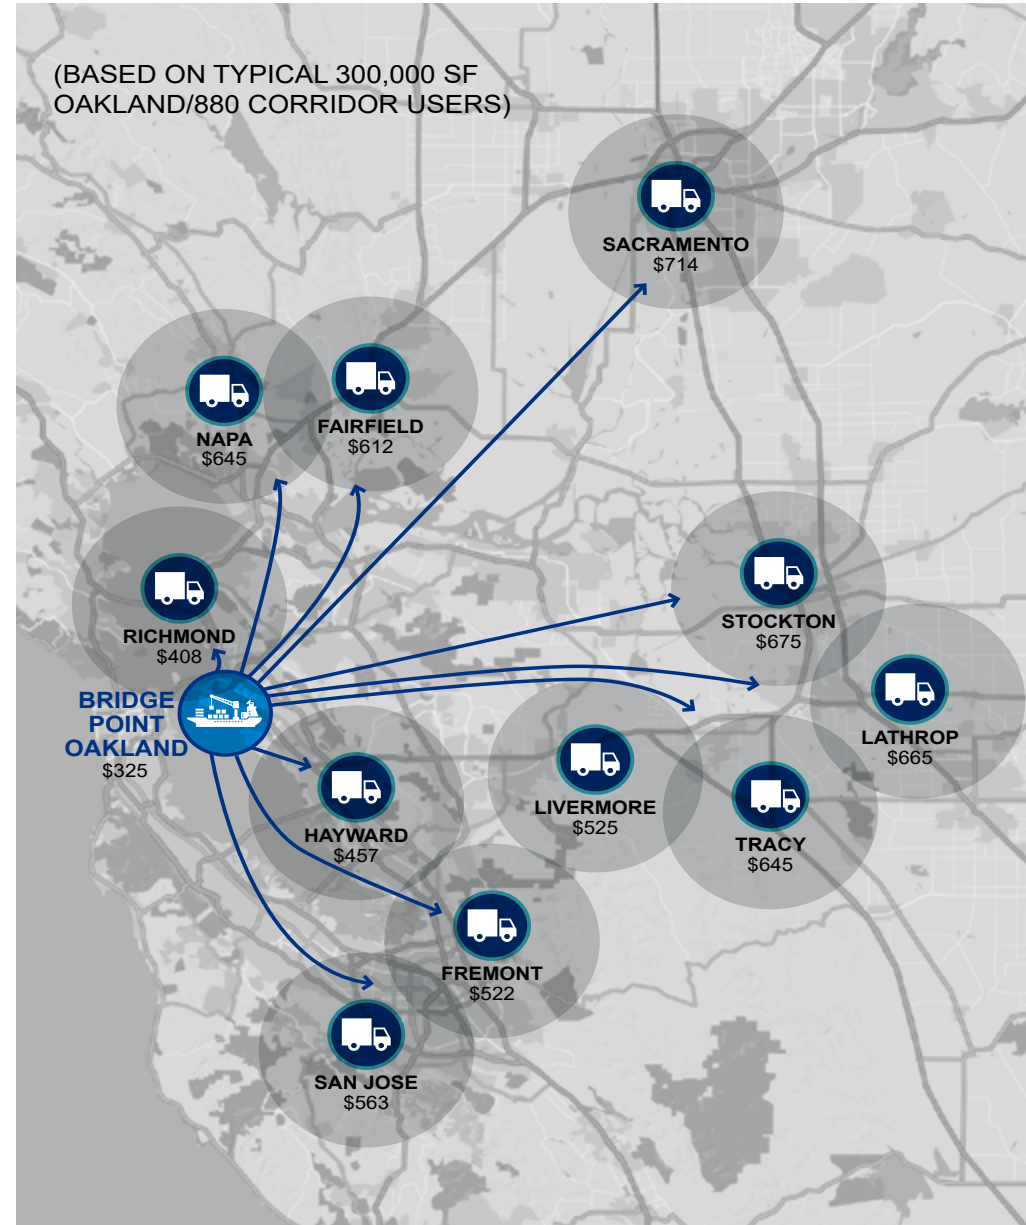 (BASED ON TYPICAL 300,000 SF
OAKLAND/880 CORRIDOR USERS)
SACRAMENTO
$714
NAPA
$645
FAIRFIELD
$612
RICHMOND
$408
STOCKTON
$675
BRIDGE
POINT
OAKLAND
$325
LATHROP
$665
HAYWARD
$457
LIVERMORE
$525
TRACY
$645
FREMONT
$522
SAN JOSE
$563